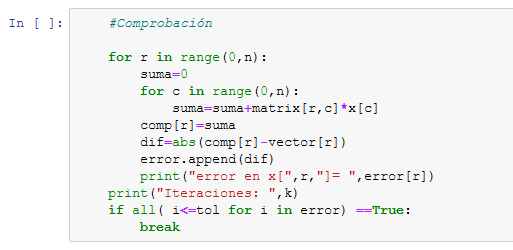 In [ ]:
#Comprobación
for r in range(0,n):
suma=0
for c in range(0,n):
suma=suma+matrix[r,c]*x[c]
comp[r]=suma
dif=abs(comp[r]-vector[r])
error.append(dif)
print("error en x[",r,"]= ",error[r])
print("Iteraciones: ",k)
if all( i<=tol for i in error) ==True:
break